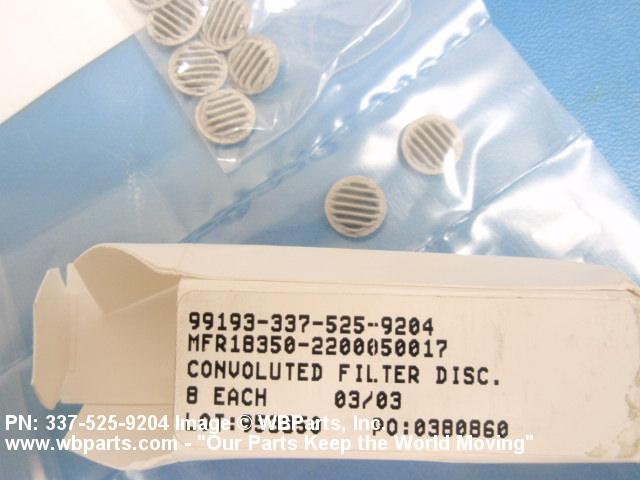 99193-337-525-9204
MFR18350-2200050017
CONVOLUTED FILTER DISC.
8 EACH 03/03
PN: 337-525-9204 Image © WBParts, Inc.
:0380860
www.wbparts.com - "Our Parts Keep the World Moving"